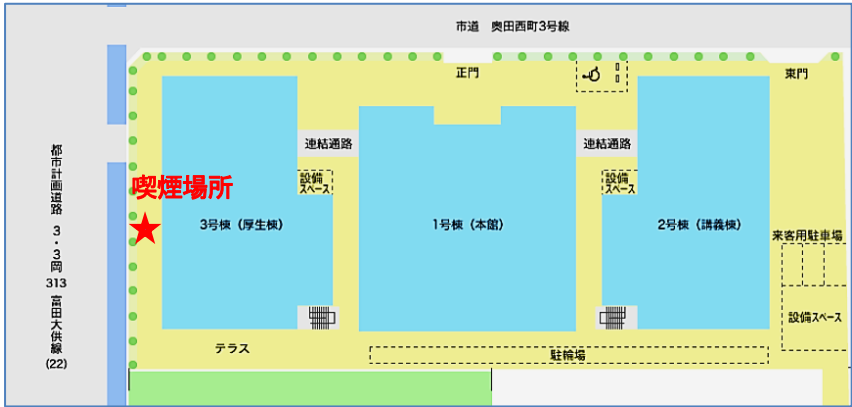 市道 奥田西町3号線
正門
東門
連結通路
連結通路
設備
スペース
設備
スペース
喫煙場所
都市計画道路 3・3岡 313 富田大供線 (22)
3号棟（厚生棟）
1号棟（本館）
2号棟（講義棟）
来客用駐車場
設備スペース
テラス
駐輪場